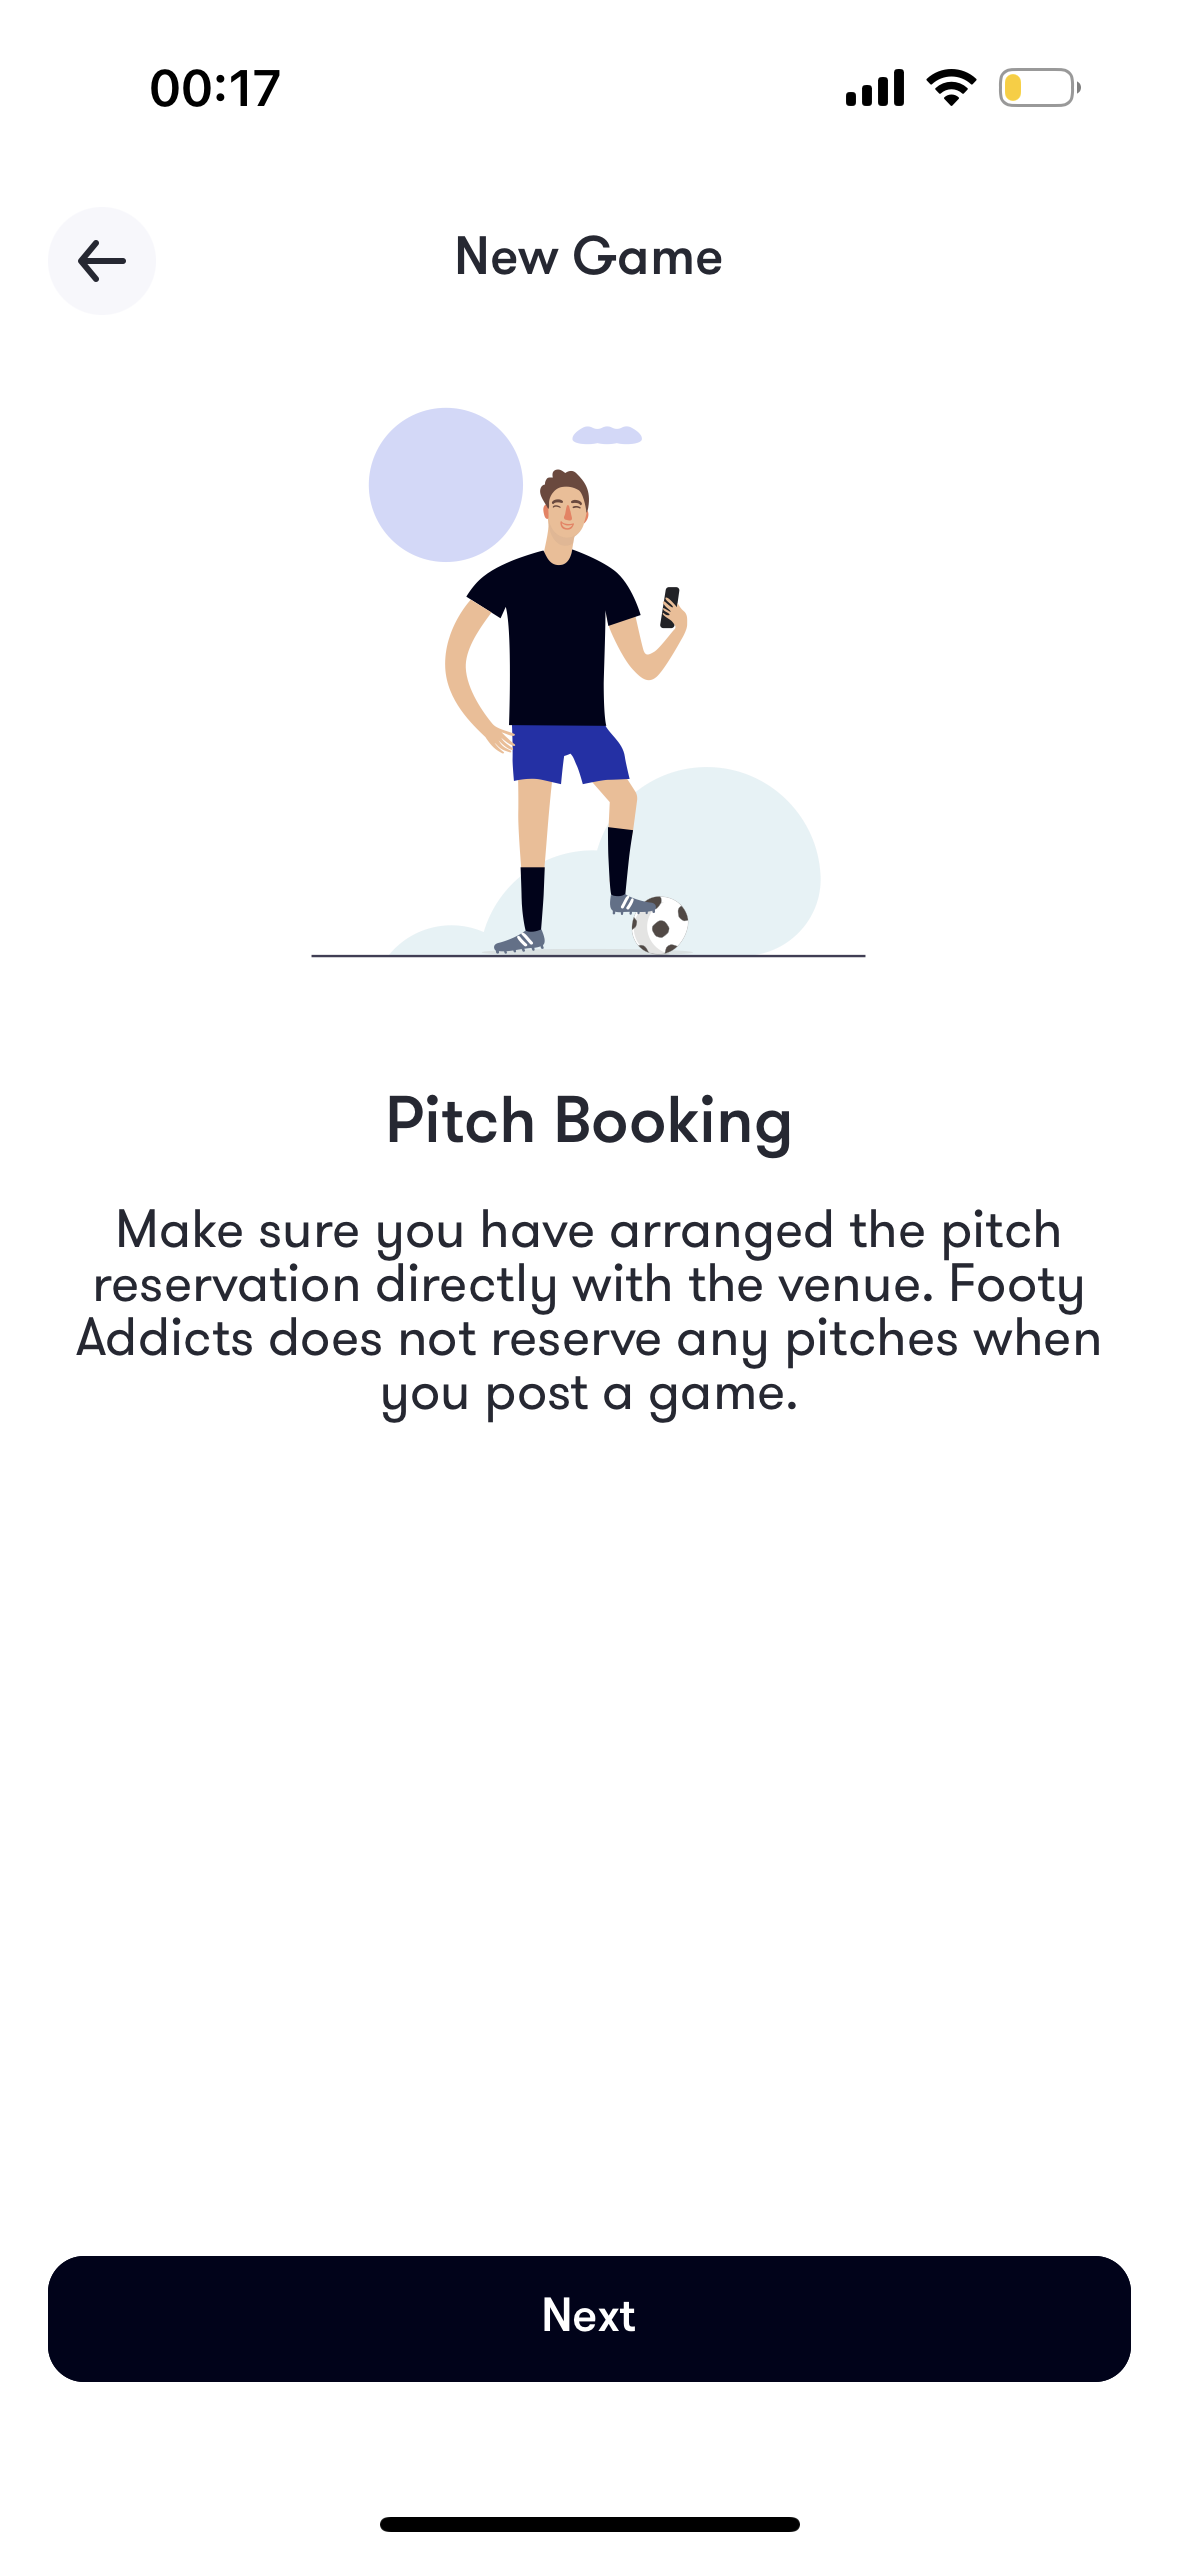 00:17
New Game
Pitch Booking
Make sure you have arranged the pitch
reservation directly with the venue. Footy
Addicts does not reserve any pitches when
you post a game.
Next